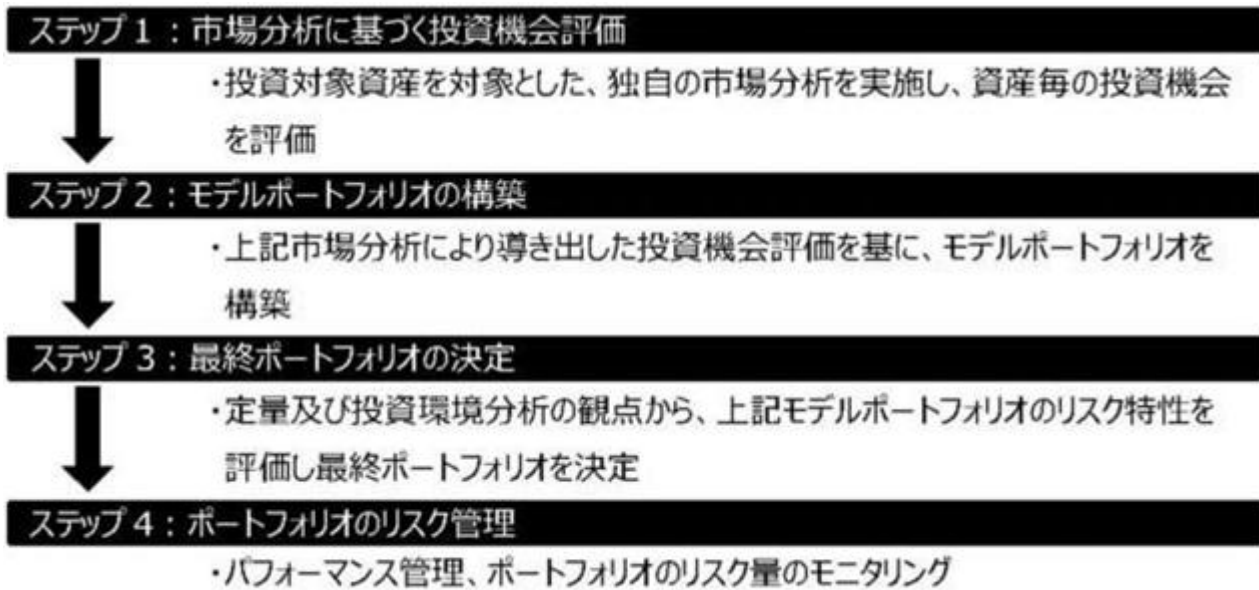 ステップ1：市場分析に基づく投資機会評価
・投資対象資産を対象とした、独自の市場分析を実施し、資産毎の投資機会
を評価
ステップ2：モデルポートフォリオの構築
・上記市場分析により導き出した投資機会評価を基に、モデルポートフォリオを
構築
ステップ3：最終ポートフォリオの決定
・定量及び投資環境分析の観点から、上記モデルポートフォリオのリスク特性を
評価し最終ポートフォリオを決定
ステップ4：ポートフォリオのリスク管理
・パフォーマンス管理、ポートフォリオのリスク量のモニタリング